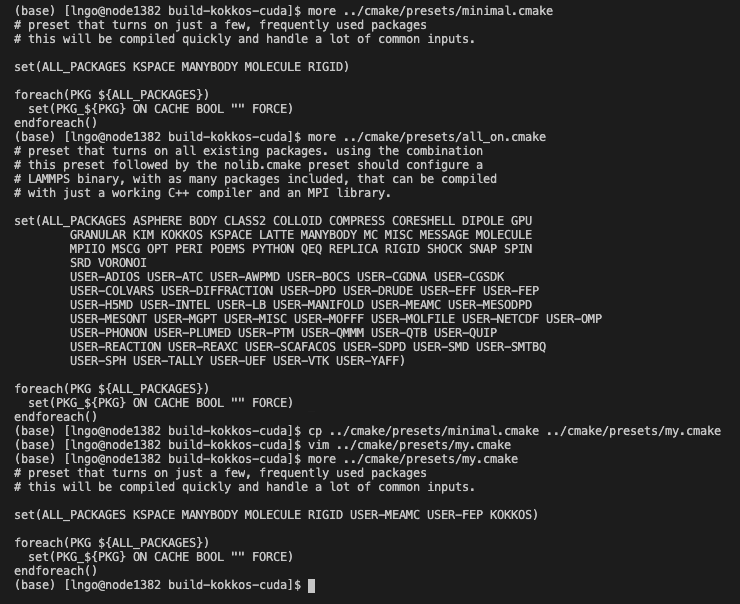 (base) [lngo@node1382 build-kokkos-cuda]$ more ../cmake/presets/minimal.cmake
# preset that turns on just a few, frequently used packages
# this will be compiled quickly and handle a lot of common inputs.

set(ALL_PACKAGES KSPACE MANYBODY MOLECULE RIGID)

foreach(PKG ${ALL_PACKAGES})
  set(PKG_${PKG} ON CACHE BOOL "" FORCE)
endforeach()
(base) [lngo@node1382 build-kokkos-cuda]$ more ../cmake/presets/all_on.cmake
# preset that turns on all existing packages. using the combination
# this preset followed by the nolib.cmake preset should configure a
# LAMMPS binary, with as many packages included, that can be compiled
# with just a working C++ compiler and an MPI library.

set(ALL_PACKAGES ASPHERE BODY CLASS2 COLLOID COMPRESS CORESHELL DIPOLE GPU
        GRANULAR KIM KOKKOS KSPACE LATTE MANYBODY MC MISC MESSAGE MOLECULE
        MPIIO MSCG OPT PERI POEMS PYTHON QEQ REPLICA RIGID SHOCK SNAP SPIN
        SRD VORONOI
        USER-ADIOS USER-ATC USER-AWPMD USER-BOCS USER-CGDNA USER-CGSDK
        USER-COLVARS USER-DIFFRACTION USER-DPD USER-DRUDE USER-EFF USER-FEP
        USER-H5MD USER-INTEL USER-LB USER-MANIFOLD USER-MEAMC USER-MESODPD
        USER-MESONT USER-MGPT USER-MISC USER-MOFFF USER-MOLFILE USER-NETCDF USER-OMP
        USER-PHONON USER-PLUMED USER-PTM USER-QMMM USER-QTB USER-QUIP
        USER-REACTION USER-REAXC USER-SCAFACOS USER-SDPD USER-SMD USER-SMTBQ
        USER-SPH USER-TALLY USER-UEF USER-VTK USER-YAFF)

foreach(PKG ${ALL_PACKAGES})
  set(PKG_${PKG} ON CACHE BOOL "" FORCE)
endforeach()
(base) [lngo@node1382 build-kokkos-cuda]$ cp ../cmake/presets/minimal.cmake ../cmake/presets/my.cmake
(base) [lngo@node1382 build-kokkos-cuda]$ vim ../cmake/presets/my.cmake
(base) [lngo@node1382 build-kokkos-cuda]$ more ../cmake/presets/my.cmake
# preset that turns on just a few, frequently used packages
# this will be compiled quickly and handle a lot of common inputs.

set(ALL_PACKAGES KSPACE MANYBODY MOLECULE RIGID USER-MEAMC USER-FEP KOKKOS)

foreach(PKG ${ALL_PACKAGES})
  set(PKG_${PKG} ON CACHE BOOL "" FORCE)
endforeach()
(base) [lngo@node1382 build-kokkos-cuda]$